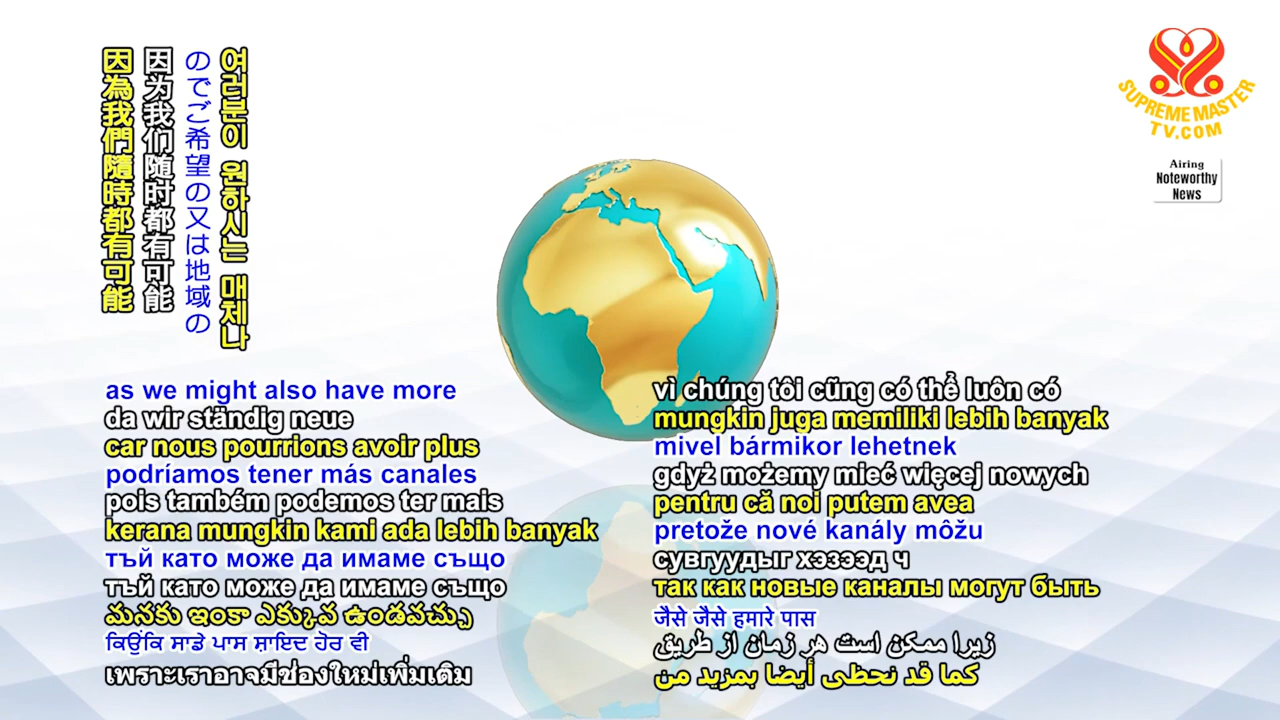 因為我們隨時都有可能
因为我们随时都有可能
のでご希望の又は地域の
여러분이 원하시는 매체나
as we might also have more
da wir ständig neue
car nous pourrions avoir plus
podríamos tener más canales
pois também podemos ter mais
kerana mungkin kami ada lebih banyak
тъй като може да имаме също
тъй като може да имаме също
మనకు ఇంకా ఎక్కువ ఉండవచ్చు
ਕਿਉਂਕਿ ਸਾਡੇ ਪਾਸ ਸ਼ਾਇਦ ਹੋਰ ਵੀ
เพราะเราอาจมีช่องใหม่เพิ่มเติม
vì chúng tôi cũng có thể luôn có
mungkin juga memiliki lebih banyak
mivel bármikor lehetnek
gdyż możemy mieć więcej nowych
pentru că noi putem avea
pretože nové kanály môžu
сувгуудыг хэзээд ч
так как новые каналы могут быть
जैसे जैसे हमारे पास
زیرا ممکن است هر زمان از طریق
كما قد نحظى أيضا بمزيد من
SUPREME MASTER
TV.COM
Airing
Noteworthy
News